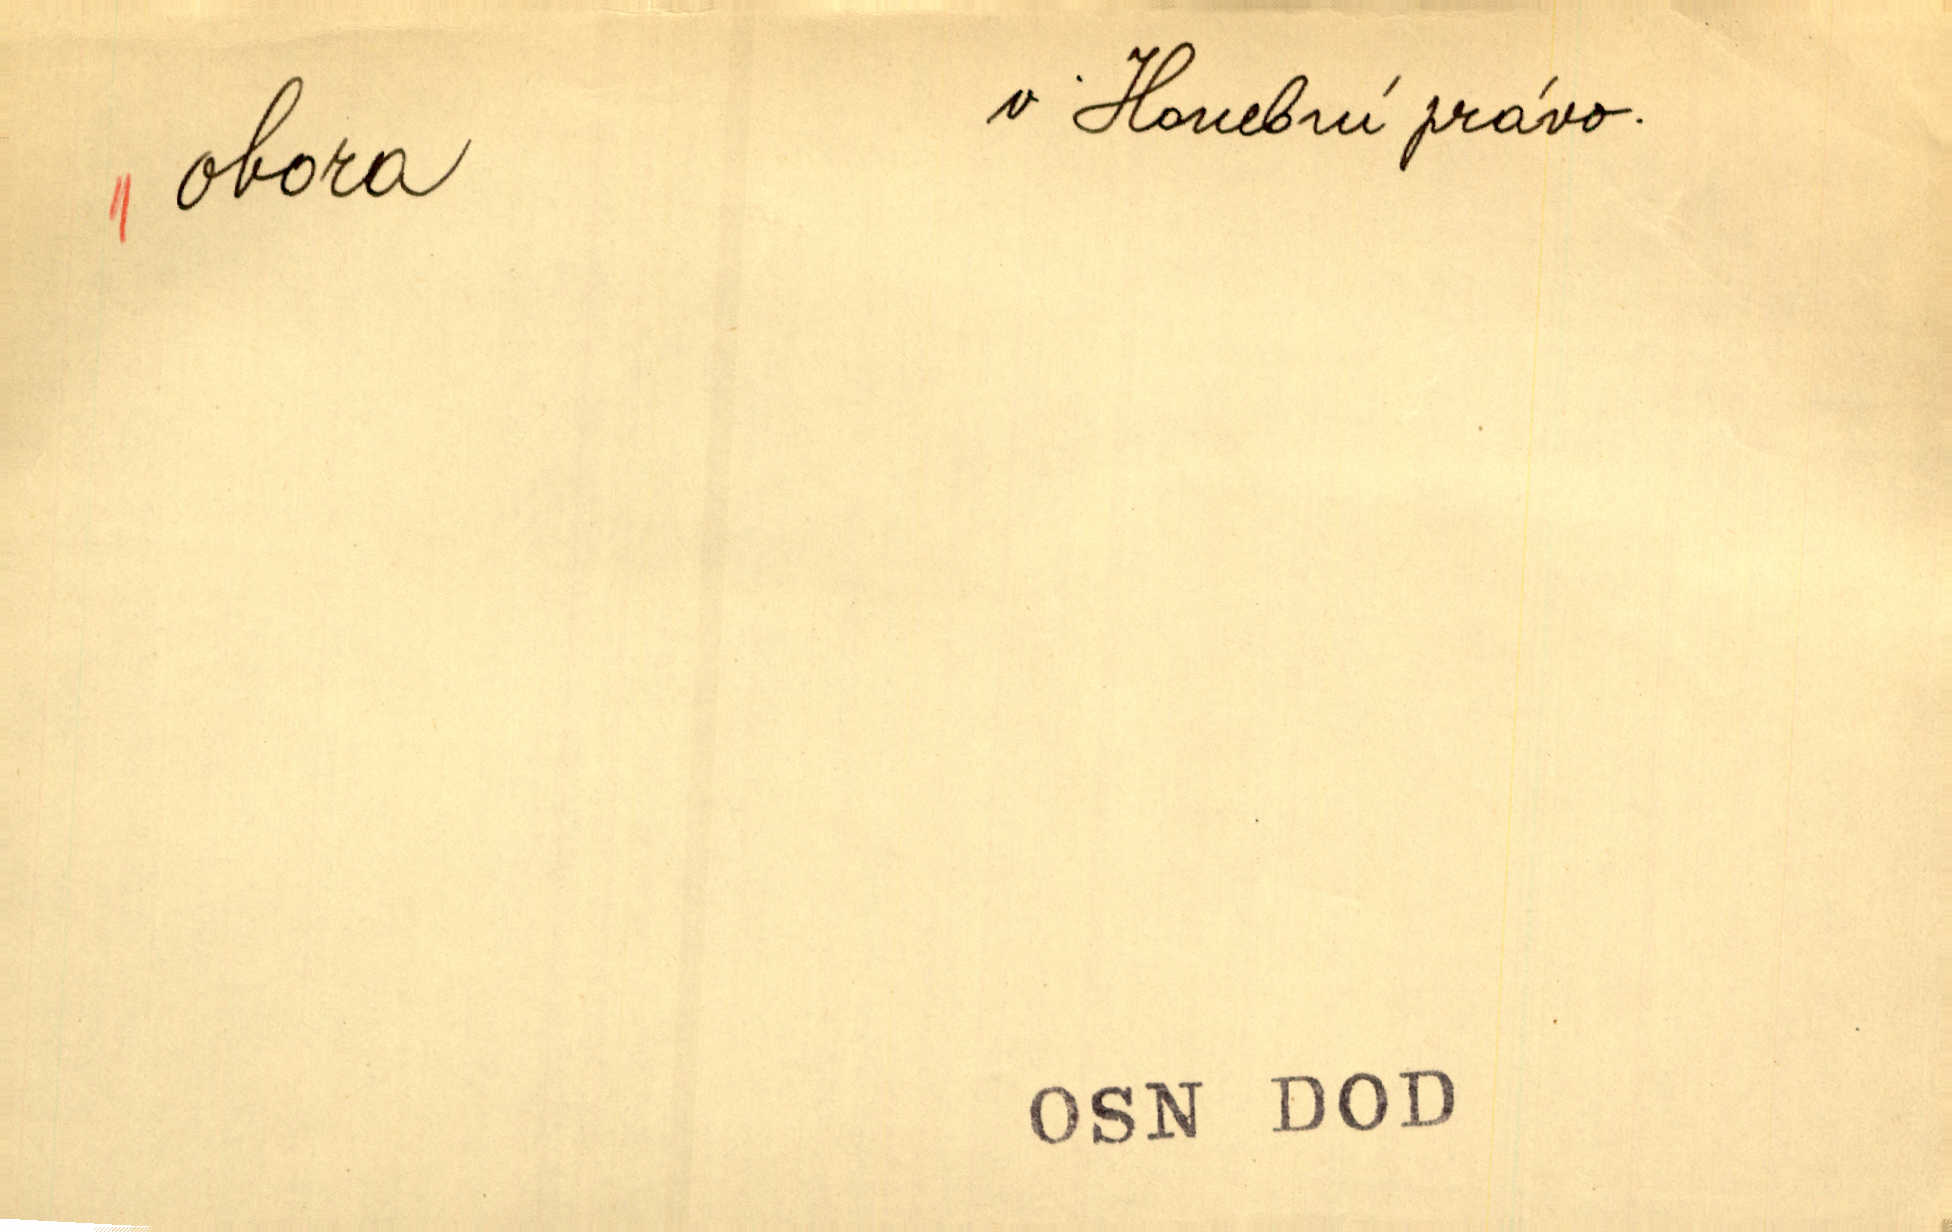 obora
v Honební právo.
OSN DOD